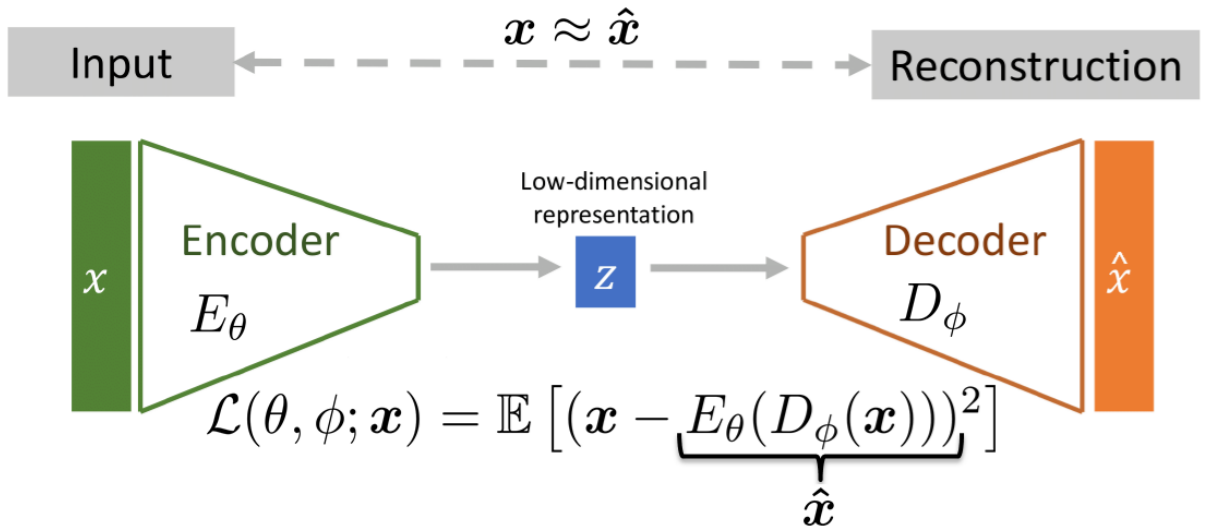 x ≈ x̂
Input
Reconstruction
Low-dimensional
representation
Encoder
Decoder
x
z
x̂
E_θ
D_ϕ
ℒ(θ, ϕ; x) = 𝔼 [(x − E_θ(D_ϕ(x)))²]
x̂